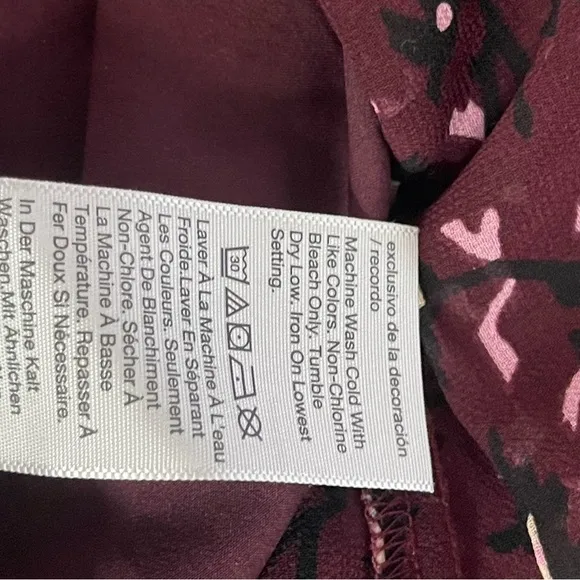 exclusivo de la decoración
/ recordo
Machine Wash Cold With
Like Colors. Non-Chlorine
Bleach Only. Tumble
Dry Low. Iron On Lowest
Setting.
30
Laver À La Machine À L'eau
Froide.Laver En Séparant
Les Couleurs. Seulement
Agent De Blanchiment
Non-Chloré. Sécher À
La Machine À Basse
Température. Repasser À
Fer Doux Si Nécessaire.
In Der Maschine Kalt
Waschen.Mit Ähnlichen